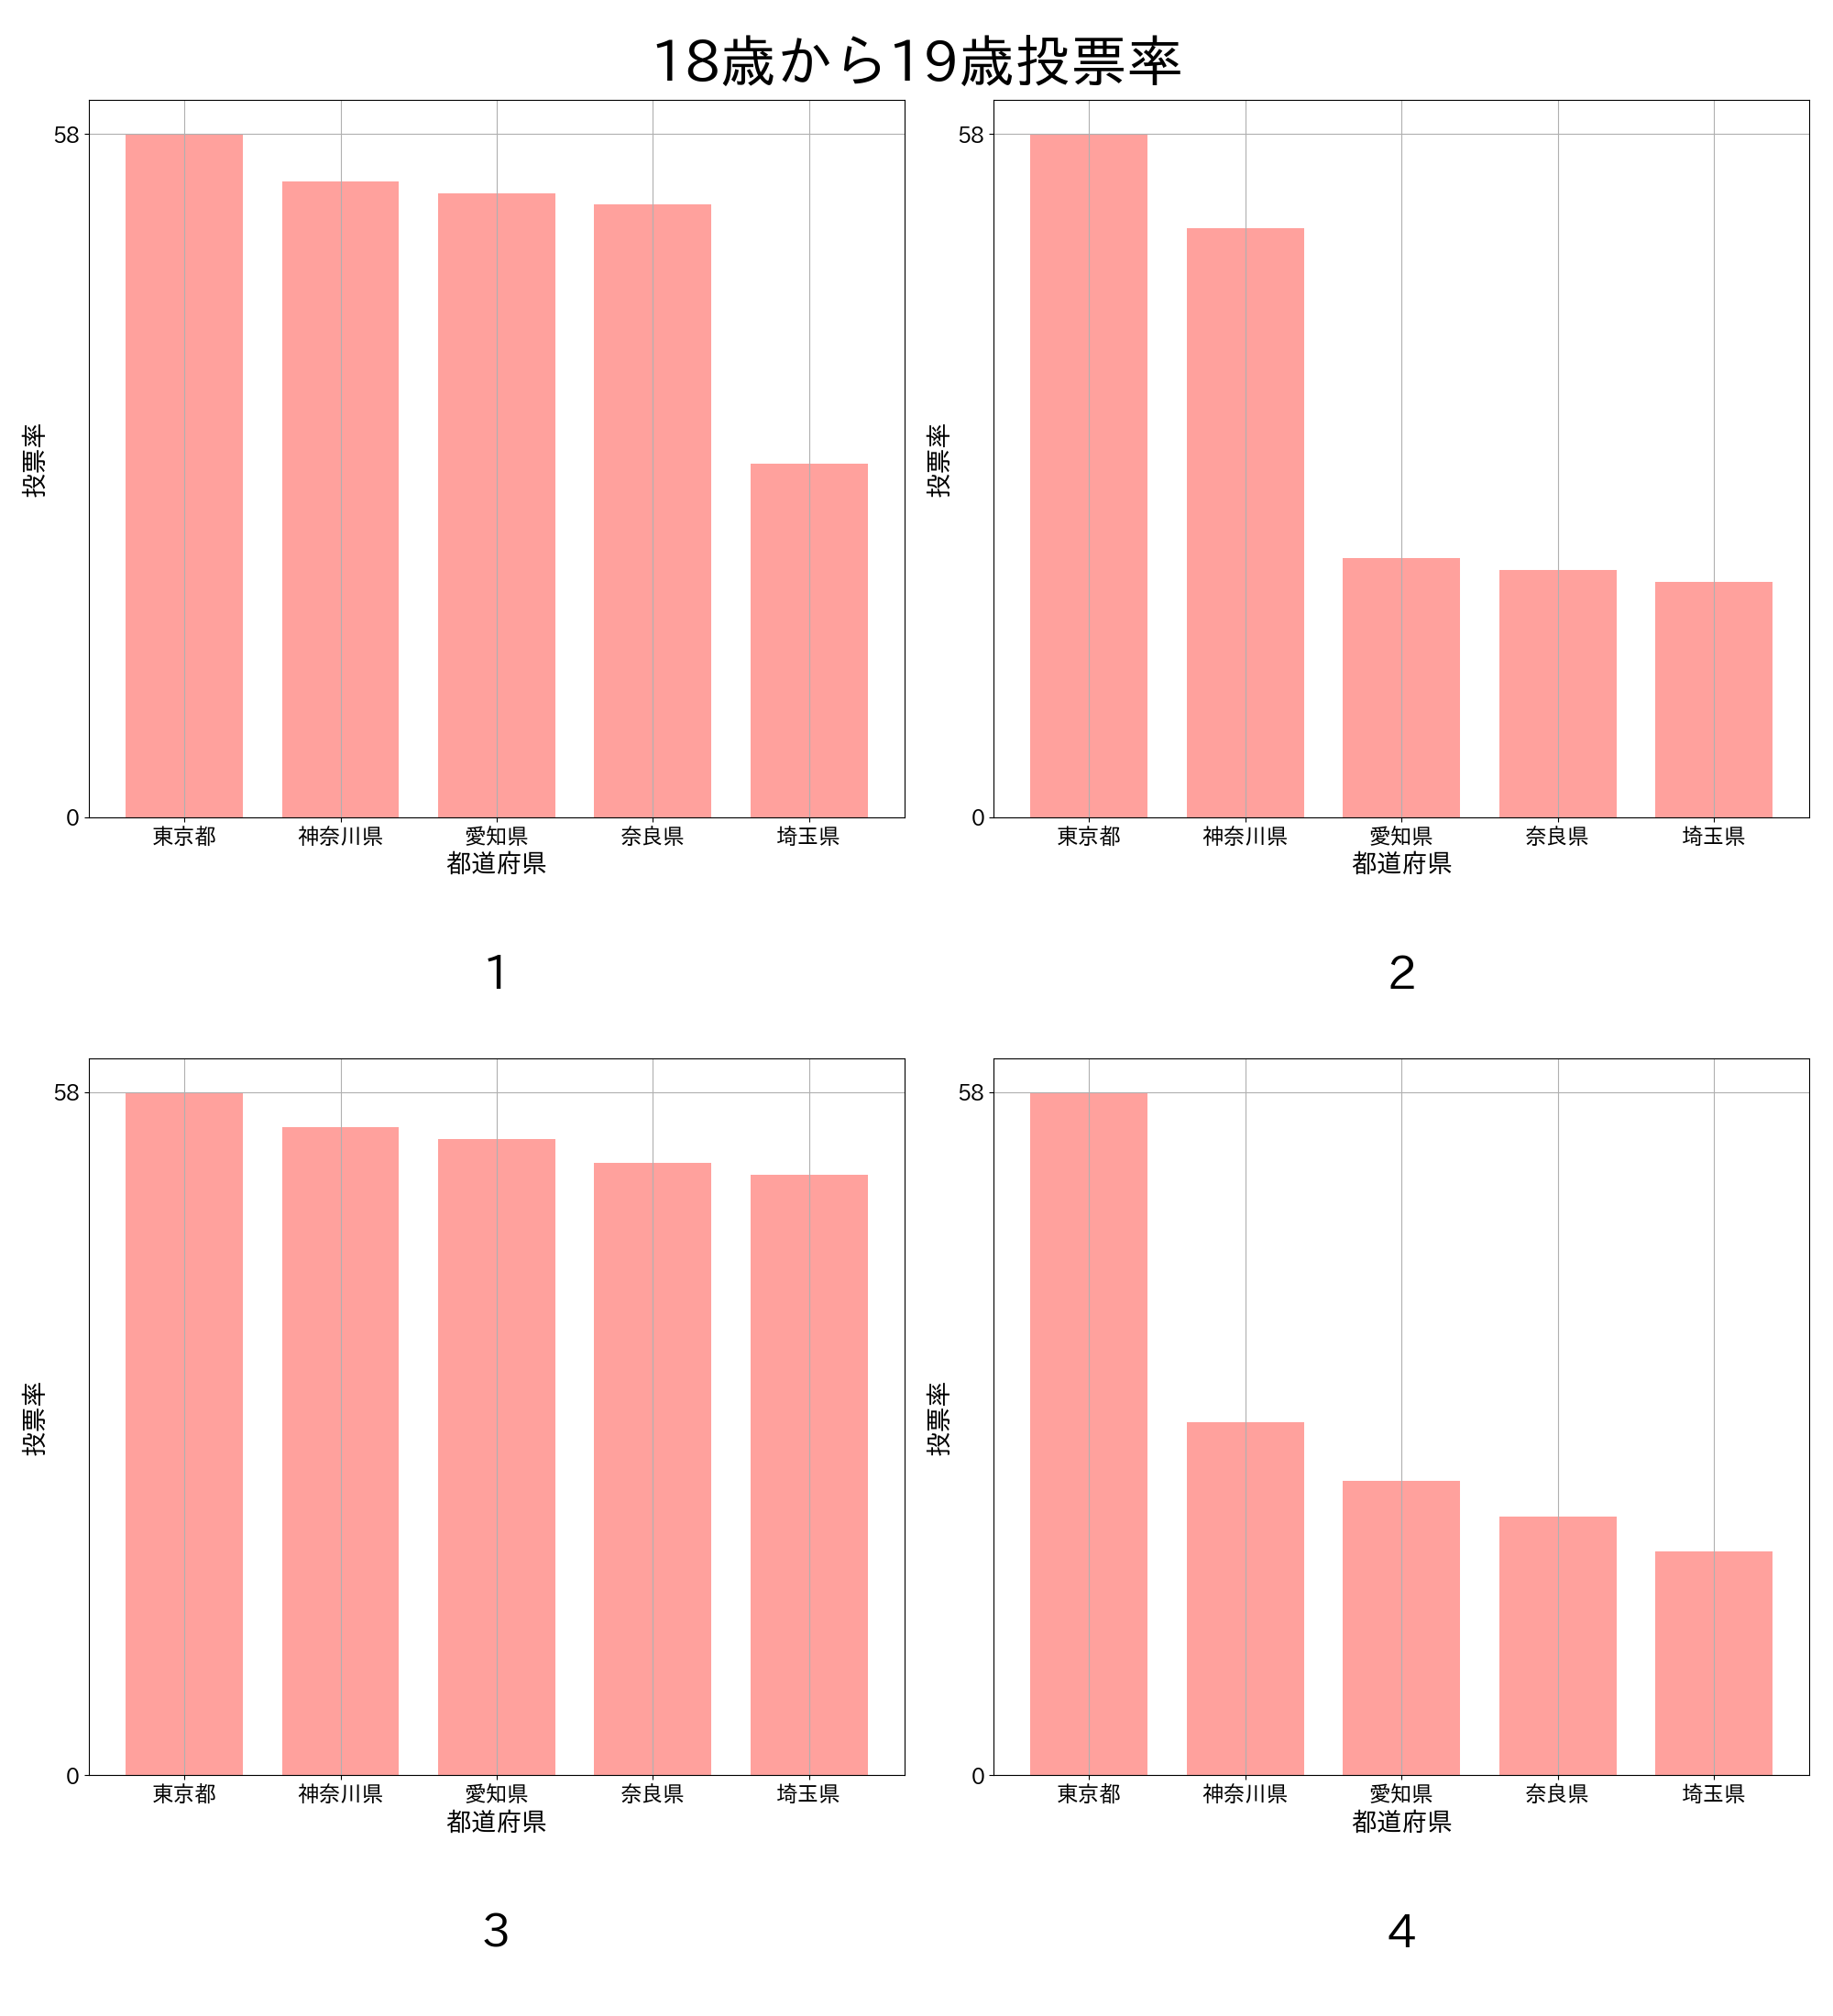 18歳から19歳投票率
58
0
投票率
東京都 神奈川県 愛知県 奈良県 埼玉県
都道府県
1
58
0
投票率
東京都 神奈川県 愛知県 奈良県 埼玉県
都道府県
2
58
0
投票率
東京都 神奈川県 愛知県 奈良県 埼玉県
都道府県
3
58
0
投票率
東京都 神奈川県 愛知県 奈良県 埼玉県
都道府県
4